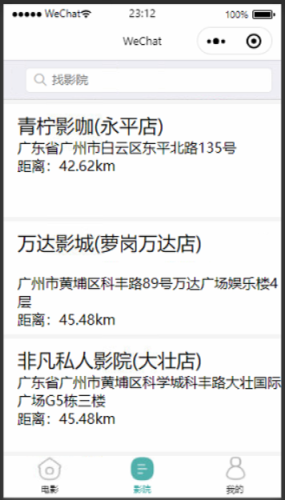 WeChat 23:12 100%
WeChat
找影院
青柠影咖(永平店)
广东省广州市白云区东平北路135号
距离：42.62km
万达影城(萝岗万达店)
广州市黄埔区科丰路89号万达广场娱乐楼4
层
距离：45.48km
非凡私人影院(大壮店)
广东省广州市黄埔区科学城科丰路大壮国际
广场G5栋三楼
距离：45.48km
电影 影院 我的